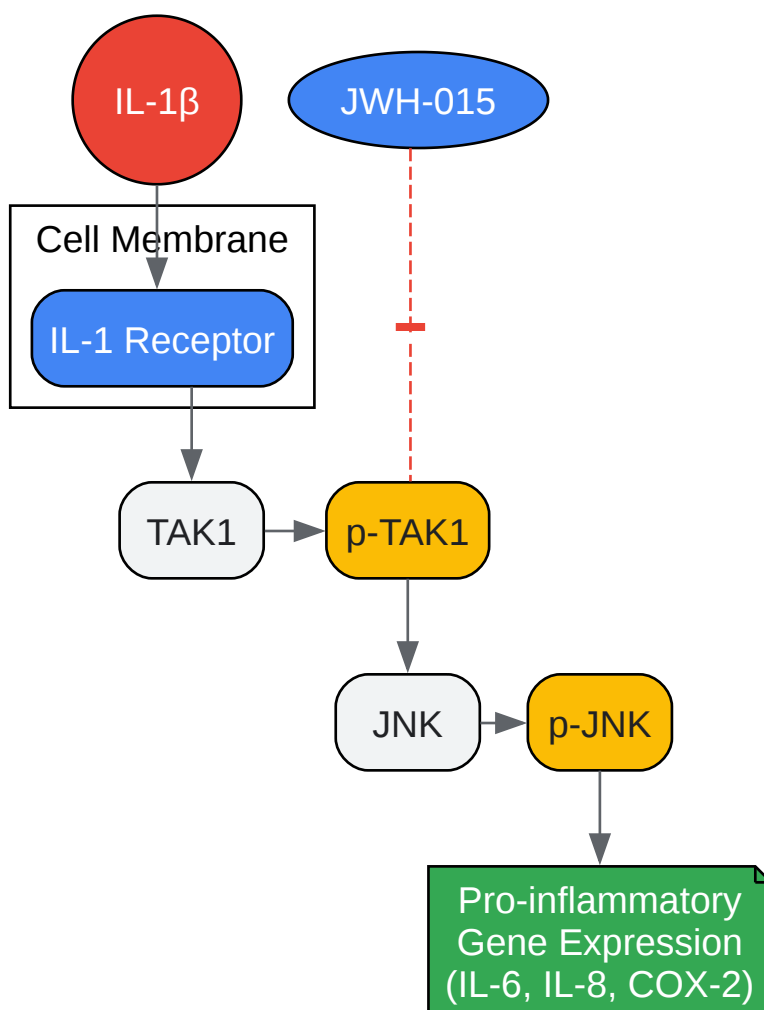 IL-1β
JWH-015
Cell Membrane
IL-1 Receptor
TAK1
p-TAK1
JNK
p-JNK
Pro-inflammatory
Gene Expression
(IL-6, IL-8, COX-2)